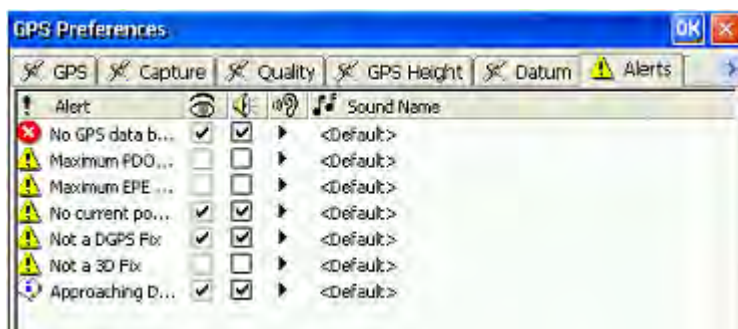 GPS Preferences OK
GPS Capture Quality GPS Height Datum Alerts
! Alert Sound Name
No GPS data b... <Default>
Maximum PDO... <Default>
Maximum EPE ... <Default>
No current po... <Default>
Not a DGPS Fix <Default>
Not a 3D Fix <Default>
Approaching D... <Default>